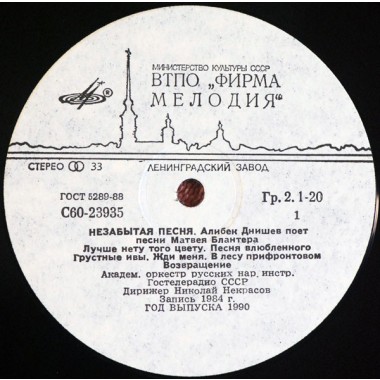 МИНИСТЕРСТВО КУЛЬТУРЫ СССР
ВТПО „ФИРМА
МЕЛОДИЯ“
®
СТЕРЕО 33
ЛЕНИНГРАДСКИЙ ЗАВОД
ГОСТ 5289-88
Гр. 2. 1-20
С60-23935
1
НЕЗАБЫТАЯ ПЕСНЯ. Алибек Днишев поет
песни Матвея Блантера
Лучше нету того цвету. Песня влюбленного
Грустные ивы. Жди меня. В лесу прифронтовом
Возвращение
Академ. оркестр русских нар. инстр.
Гостелерадио СССР
Дирижер Николай Некрасов
Запись 1984 г.
ГОД ВЫПУСКА 1990